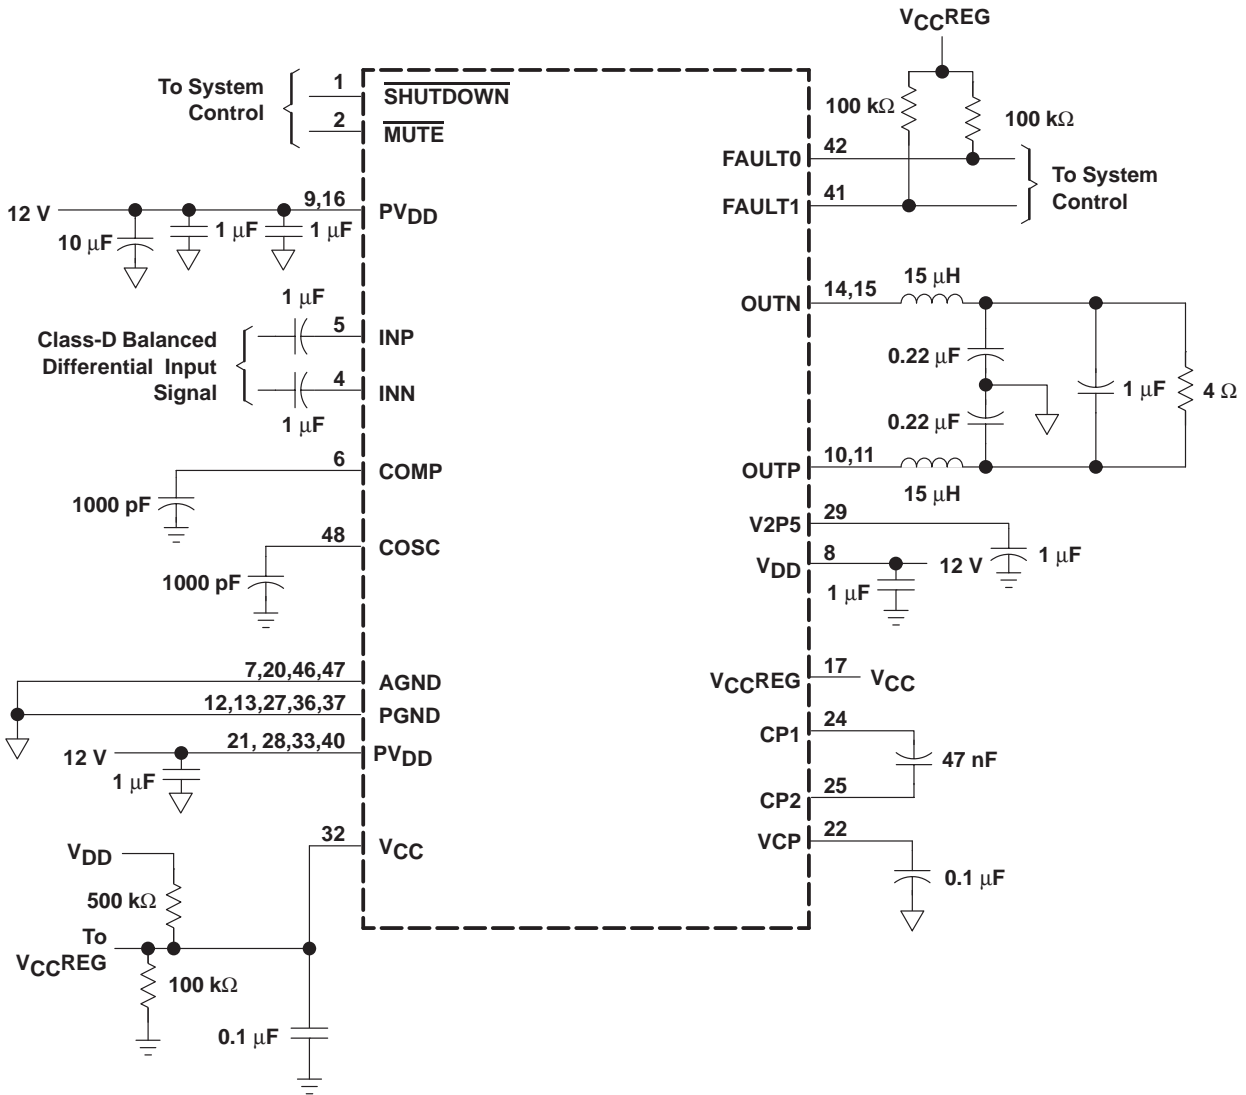 VCCREG
To System
Control
1
SHUTDOWN
2
MUTE
100 kΩ
100 kΩ
FAULT0
42
FAULT1
41
To System
Control
12 V
9,16
PVDD
10 μF
1 μF
1 μF
OUTN
14,15
15 μH
Class-D Balanced
Differential Input
Signal
1 μF
5
INP
4
INN
1 μF
0.22 μF
0.22 μF
1 μF
4 Ω
6
COMP
1000 pF
OUTP
10,11
15 μH
V2P5
29
1 μF
48
COSC
1000 pF
VDD
8
12 V
1 μF
7,20,46,47
AGND
12,13,27,36,37
PGND
VCCREG
17
VCC
12 V
21, 28,33,40
PVDD
1 μF
CP1
24
47 nF
CP2
25
VCP
22
0.1 μF
32
VCC
VDD
500 kΩ
To
VCCREG
100 kΩ
0.1 μF